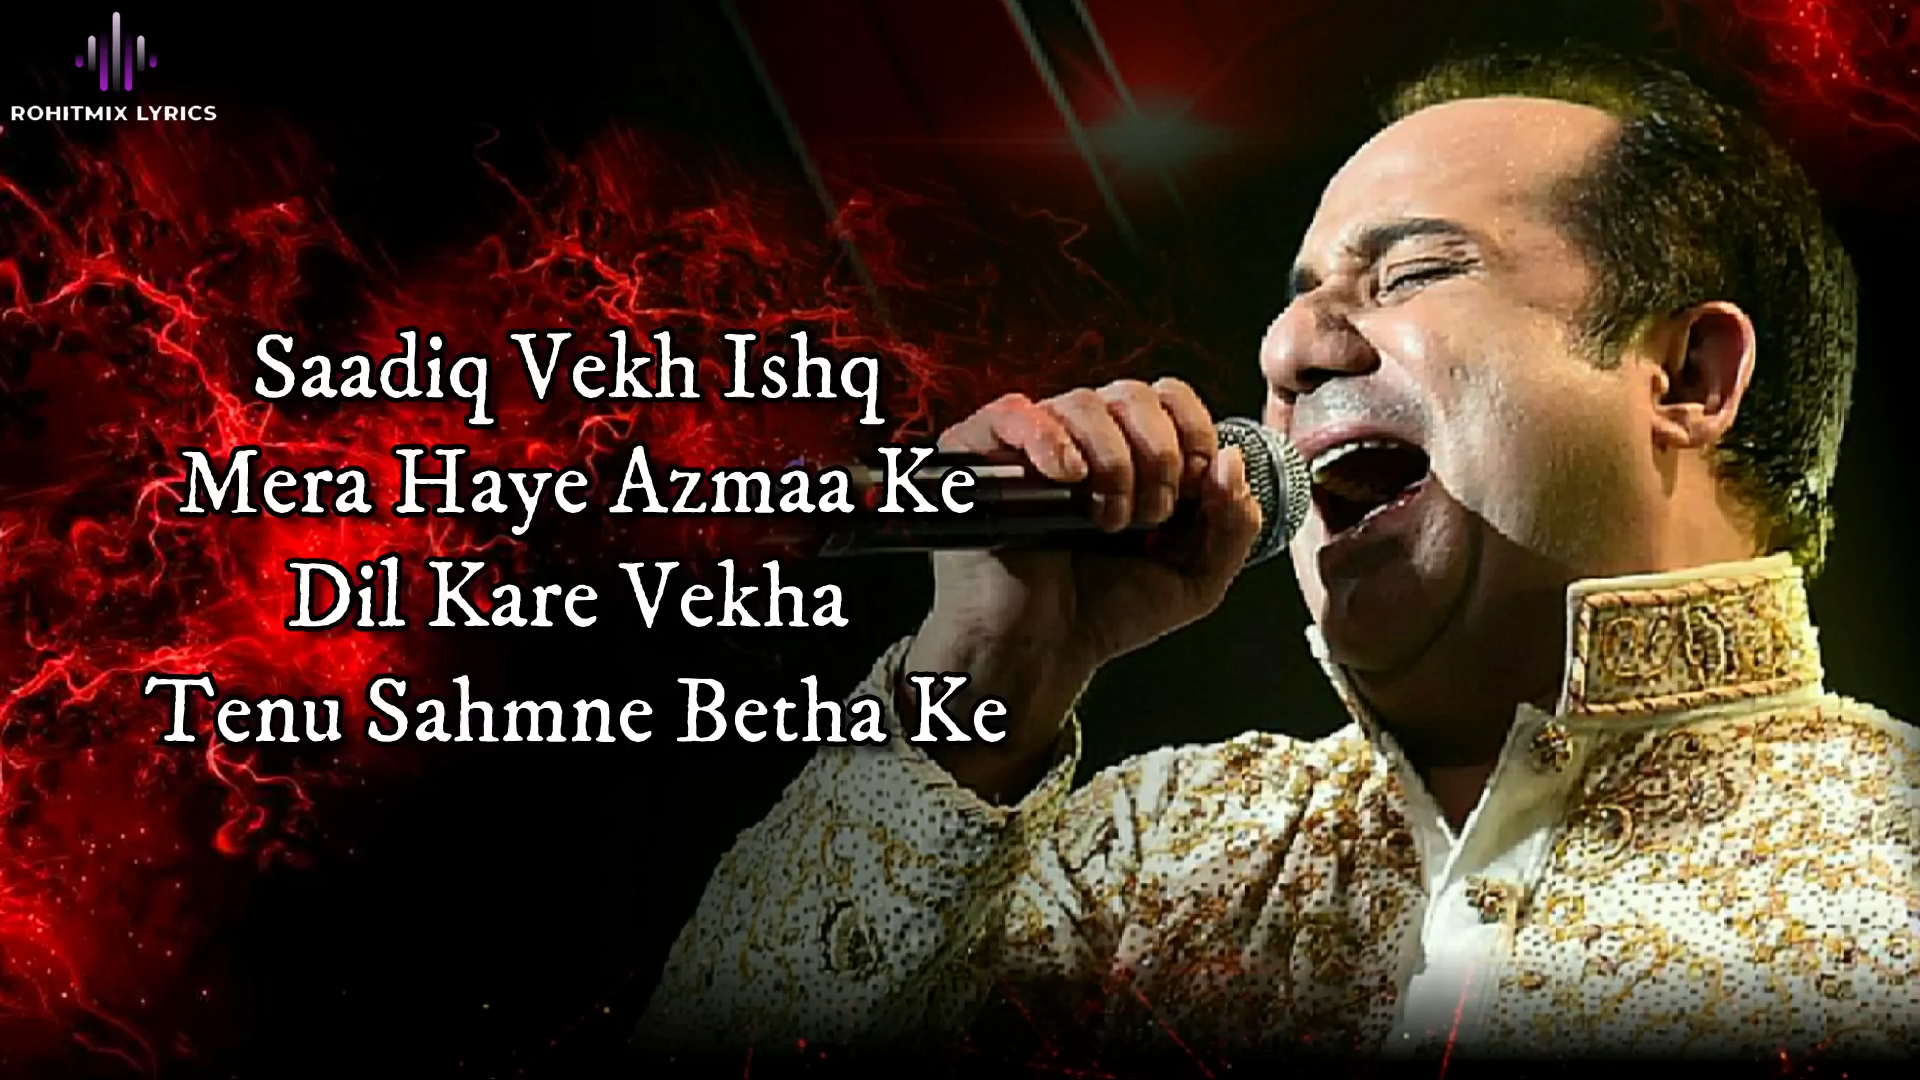 ROHITMIX LYRICS
Saadiq Vekh Ishq
Mera Haye Azmaa Ke
Dil Kare Vekha
Tenu Sahmne Betha Ke